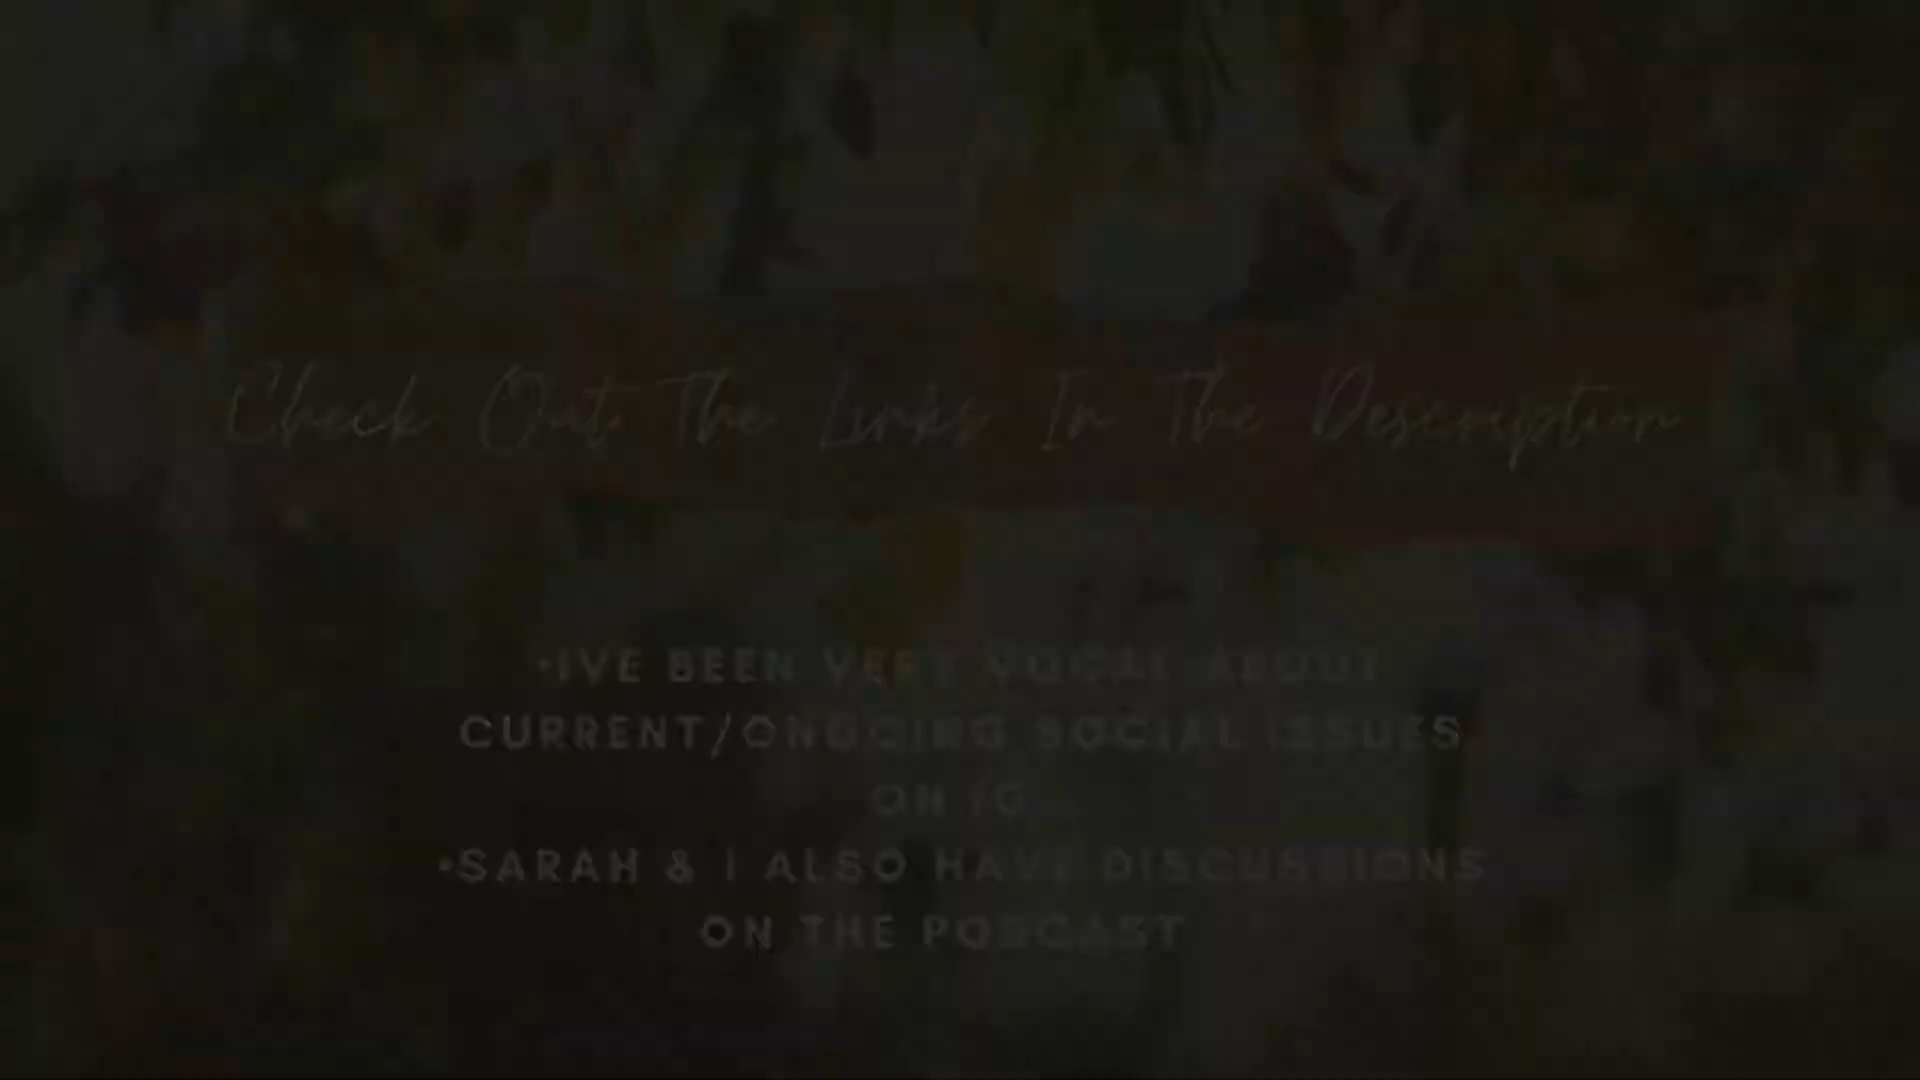 Check Out The Links In The Description
•IVE BEEN VERY VOCAL ABOUT
CURRENT/ONGOING SOCIAL ISSUES
ON IG
•SARAH & I ALSO HAVE DISCUSSIONS
ON THE PODCAST